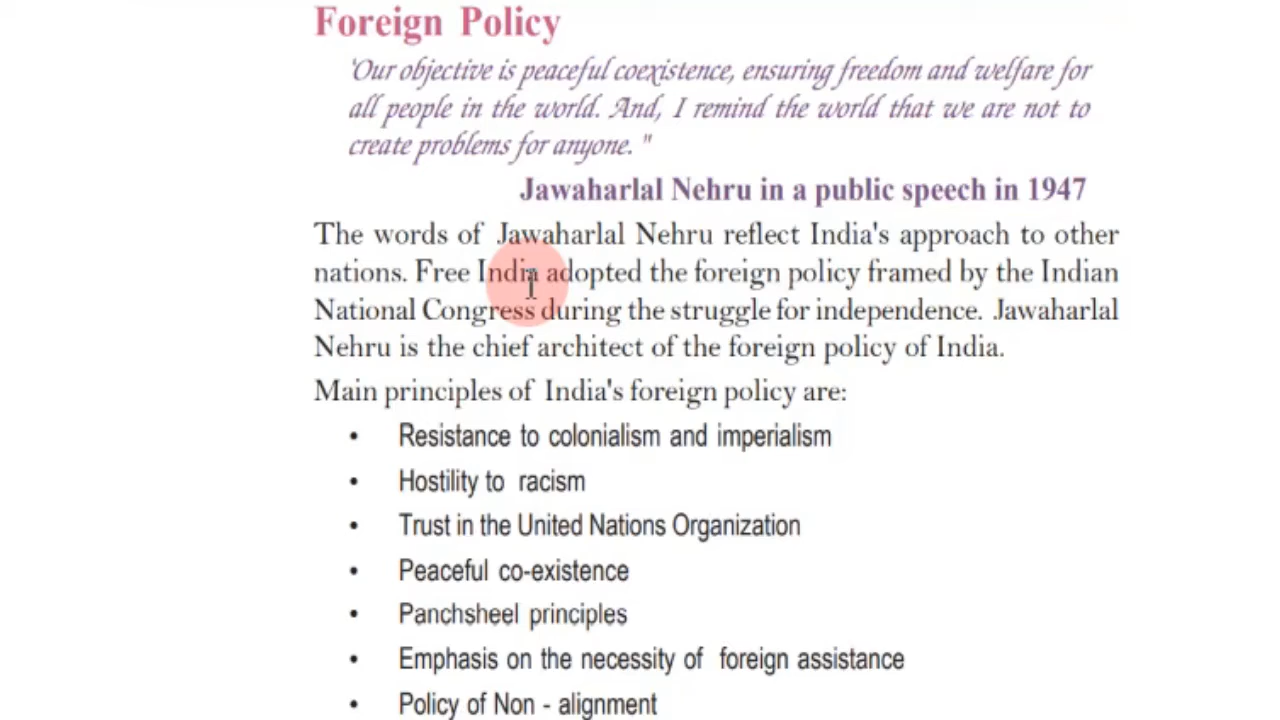 Foreign Policy
'Our objective is peaceful coexistence, ensuring freedom and welfare for
all people in the world. And, I remind the world that we are not to
create problems for anyone. "
Jawaharlal Nehru in a public speech in 1947
The words of Jawaharlal Nehru reflect India's approach to other
nations. Free India adopted the foreign policy framed by the Indian
National Congress during the struggle for independence. Jawaharlal
Nehru is the chief architect of the foreign policy of India.
Main principles of India's foreign policy are:
• Resistance to colonialism and imperialism
• Hostility to racism
• Trust in the United Nations Organization
• Peaceful co-existence
• Panchsheel principles
• Emphasis on the necessity of foreign assistance
• Policy of Non - alignment